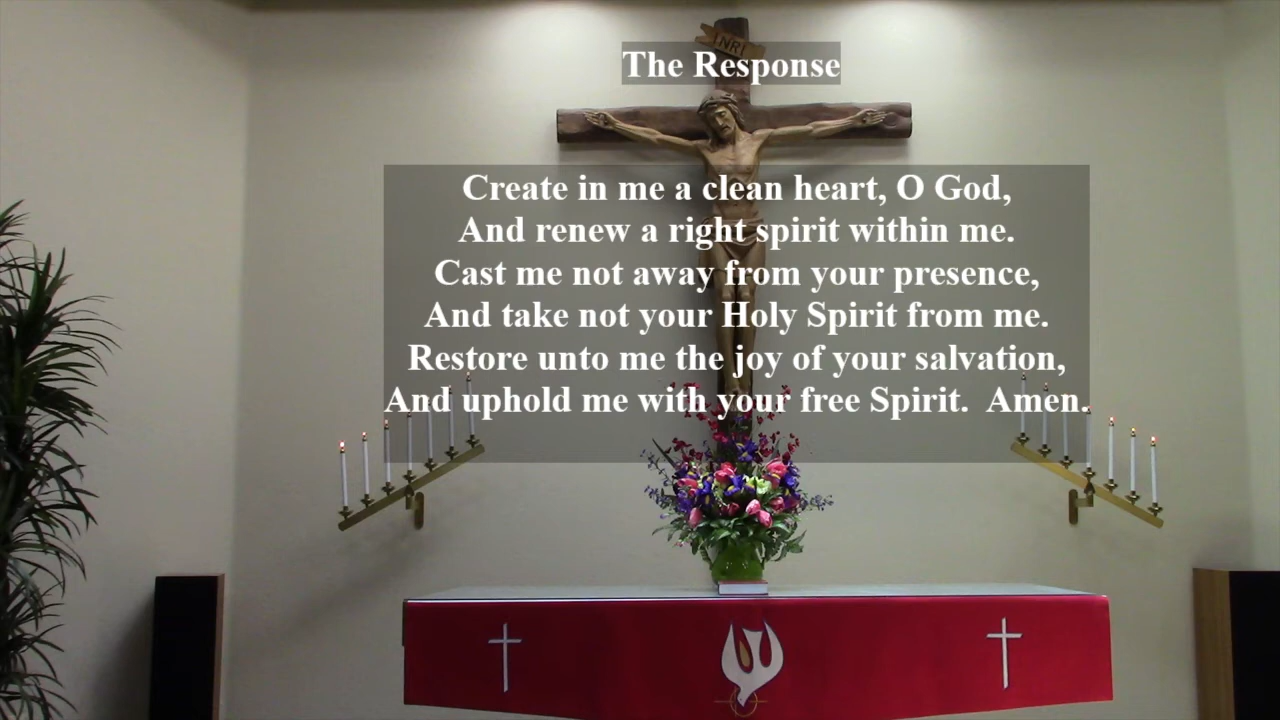 INRI
The Response
Create in me a clean heart, O God,
And renew a right spirit within me.
Cast me not away from your presence,
And take not your Holy Spirit from me.
Restore unto me the joy of your salvation,
And uphold me with your free Spirit.  Amen.